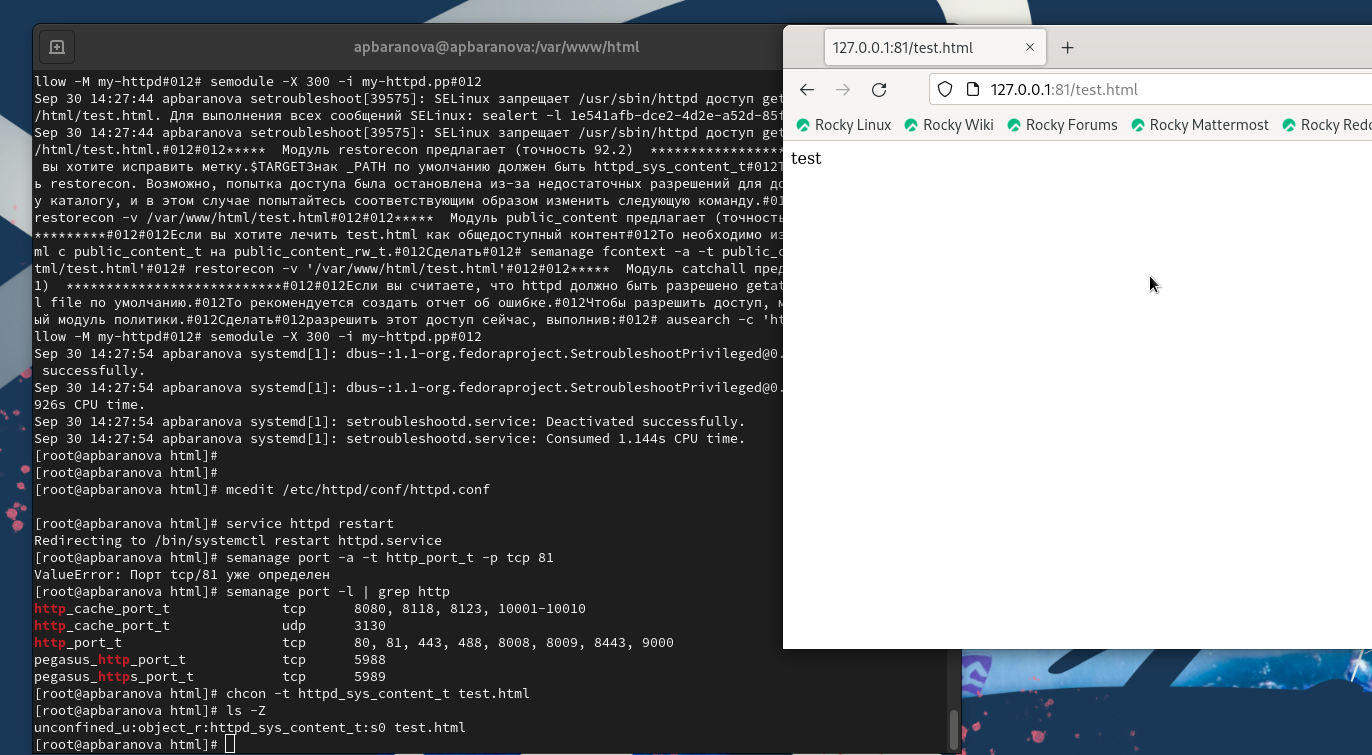 apbaranova@apbaranova:/var/www/html
llow -M my-httpd#012# semodule -X 300 -i my-httpd.pp#012
Sep 30 14:27:44 apbaranova setroubleshoot[39575]: SELinux запрещает /usr/sbin/httpd доступ get
/html/test.html. Для выполнения всех сообщений SELinux: sealert -l 1e541afb-dce2-4d2e-a52d-85f
Sep 30 14:27:44 apbaranova setroubleshoot[39575]: SELinux запрещает /usr/sbin/httpd доступ get
/html/test.html.#012#012***** Модуль restorecon предлагает (точность 92.2) *****************
вы хотите исправить метку.$TARGETЗнак _PATH по умолчанию должен быть httpd_sys_content_t#012
ь restorecon. Возможно, попытка доступа была остановлена из-за недостаточных разрешений для до
у каталогу, и в этом случае попытайтесь соответствующим образом изменить следующую команду.#01
restorecon -v /var/www/html/test.html#012#012***** Модуль public_content предлагает (точность
*********#012#012Если вы хотите лечить test.html как общедоступный контент#012То необходимо из
ml с public_content_t на public_content_rw_t.#012Сделать#012# semanage fcontext -a -t public_c
tml/test.html'#012# restorecon -v '/var/www/html/test.html'#012#012***** Модуль catchall пред
1) ***************************#012#012Если вы считаете, что httpd должно быть разрешено getat
l file по умолчанию.#012То рекомендуется создать отчет об ошибке.#012Чтобы разрешить доступ, м
ый модуль политики.#012Сделать#012разрешить этот доступ сейчас, выполнив:#012# ausearch -c 'ht
llow -M my-httpd#012# semodule -X 300 -i my-httpd.pp#012
Sep 30 14:27:54 apbaranova systemd[1]: dbus-:1.1-org.fedoraproject.SetroubleshootPrivileged@0.
successfully.
Sep 30 14:27:54 apbaranova systemd[1]: dbus-:1.1-org.fedoraproject.SetroubleshootPrivileged@0.
926s CPU time.
Sep 30 14:27:54 apbaranova systemd[1]: setroubleshootd.service: Deactivated successfully.
Sep 30 14:27:54 apbaranova systemd[1]: setroubleshootd.service: Consumed 1.144s CPU time.
[root@apbaranova html]#
[root@apbaranova html]#
[root@apbaranova html]# mcedit /etc/httpd/conf/httpd.conf
[root@apbaranova html]# service httpd restart
Redirecting to /bin/systemctl restart httpd.service
[root@apbaranova html]# semanage port -a -t http_port_t -p tcp 81
ValueError: Порт tcp/81 уже определен
[root@apbaranova html]# semanage port -l | grep http
http_cache_port_t tcp 8080, 8118, 8123, 10001-10010
http_cache_port_t udp 3130
http_port_t tcp 80, 81, 443, 488, 8008, 8009, 8443, 9000
pegasus_http_port_t tcp 5988
pegasus_https_port_t tcp 5989
[root@apbaranova html]# chcon -t httpd_sys_content_t test.html
[root@apbaranova html]# ls -Z
unconfined_u:object_r:httpd_sys_content_t:s0 test.html
[root@apbaranova html]#
127.0.0.1:81/test.html
127.0.0.1:81/test.html
Rocky Linux Rocky Wiki Rocky Forums Rocky Mattermost Rocky Redd
test